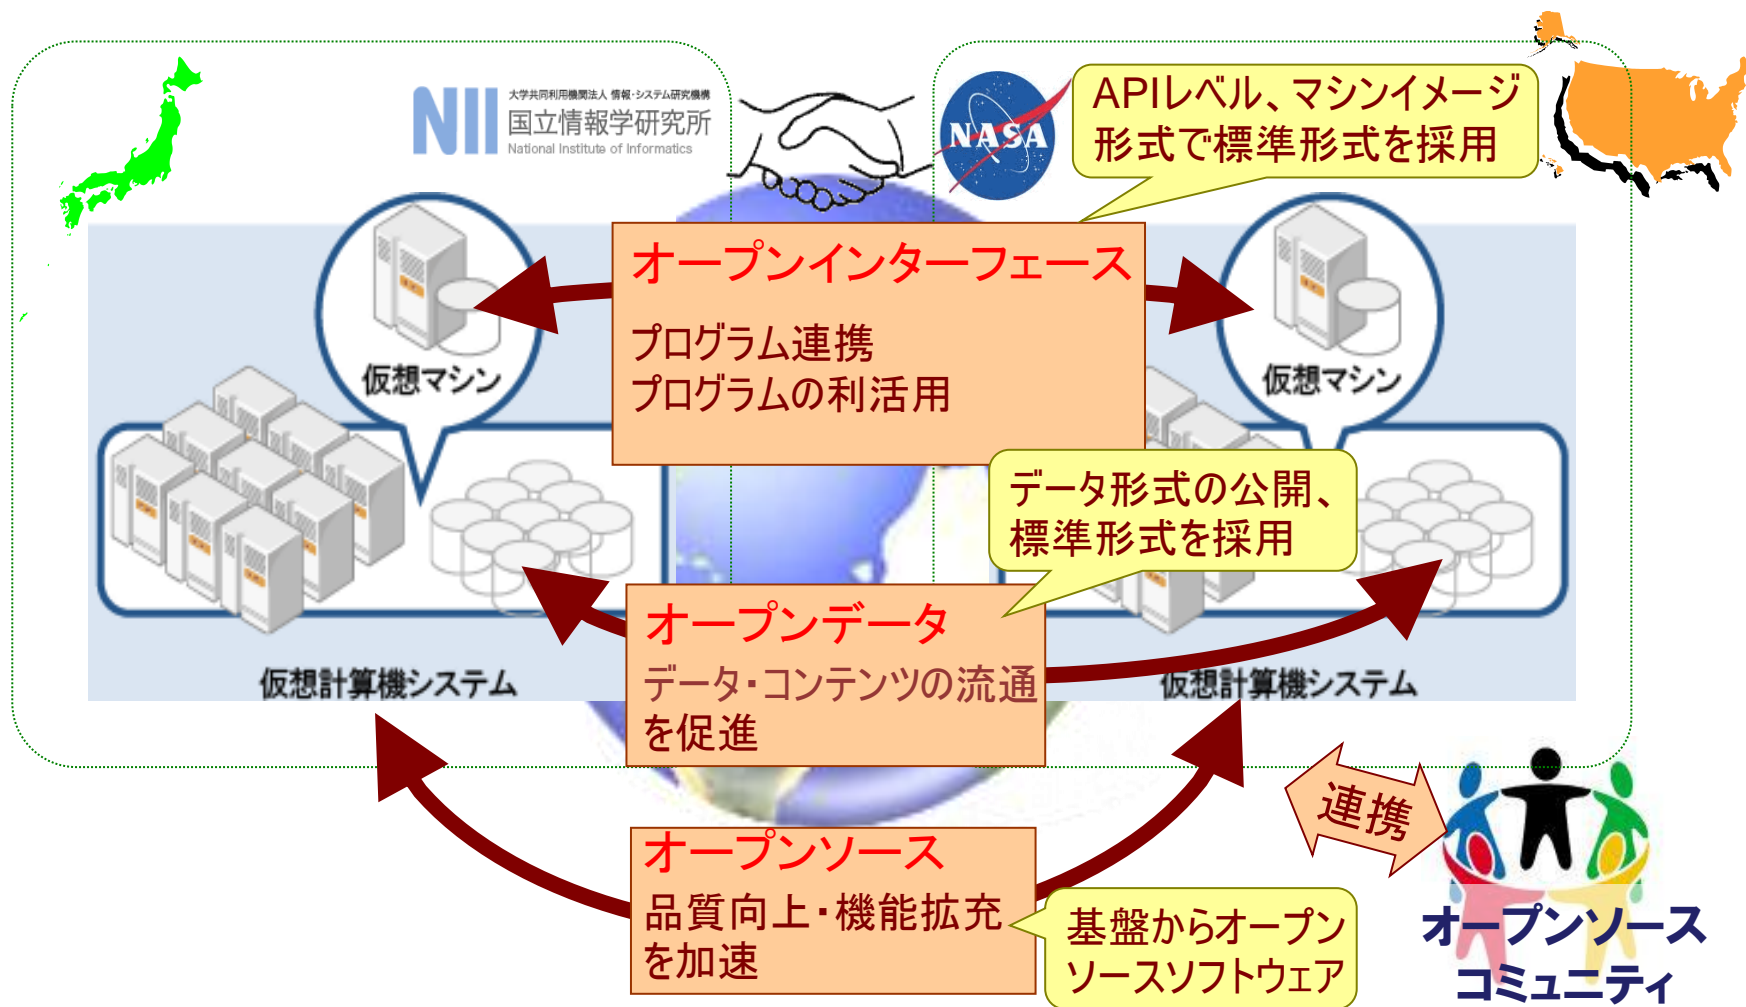 大学共同利用機関法人 情報・システム研究機構
NII 国立情報学研究所
National Institute of Informatics
NASA
APIレベル、マシンイメージ
形式で標準形式を採用
オープンインターフェース
プログラム連携
プログラムの利活用
仮想マシン
仮想マシン
データ形式の公開、
標準形式を採用
オープンデータ
データ・コンテンツの流通
を促進
仮想計算機システム
仮想計算機システム
連携
オープンソース
品質向上・機能拡充
を加速
基盤からオープン
ソースソフトウェア
オープンソース
コミュニティ